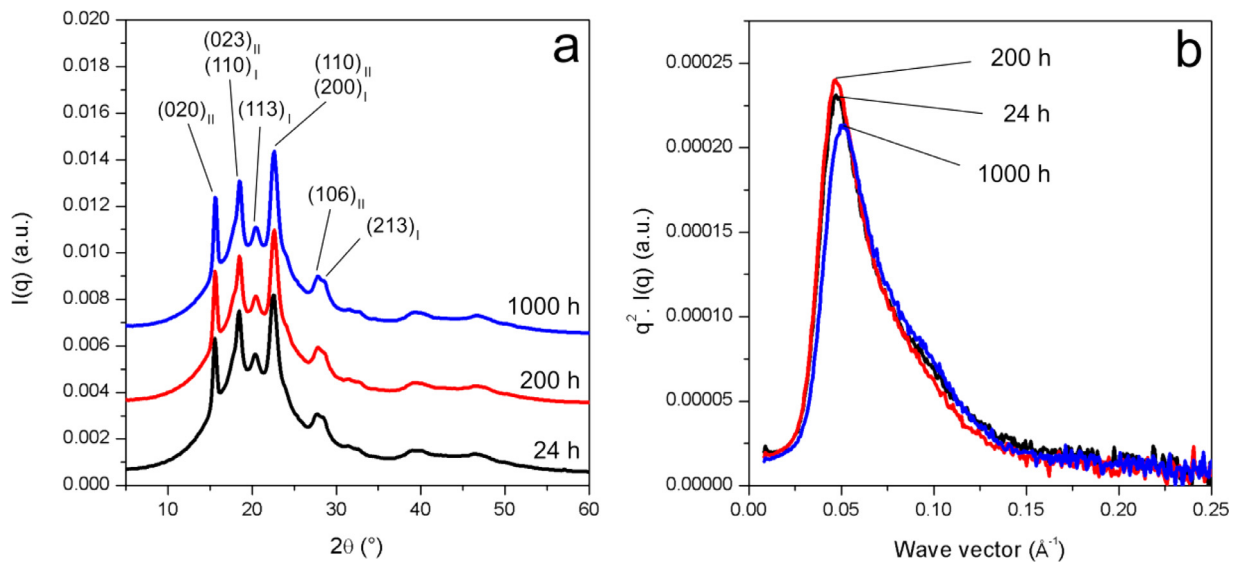 a
0.020
0.018
0.016
0.014
0.012
0.010
0.008
0.006
0.004
0.002
0.000
I(q) (a.u.)
(023)II
(110)I
(110)II
(200)I
(020)II
(113)I
(106)II
(213)I
1000 h
200 h
24 h
10 20 30 40 50 60
2θ (°)
b
0.00025
0.00020
0.00015
0.00010
0.00005
0.00000
q². I(q) (a.u.)
200 h
24 h
1000 h
0.00 0.05 0.10 0.15 0.20 0.25
Wave vector (Å⁻¹)